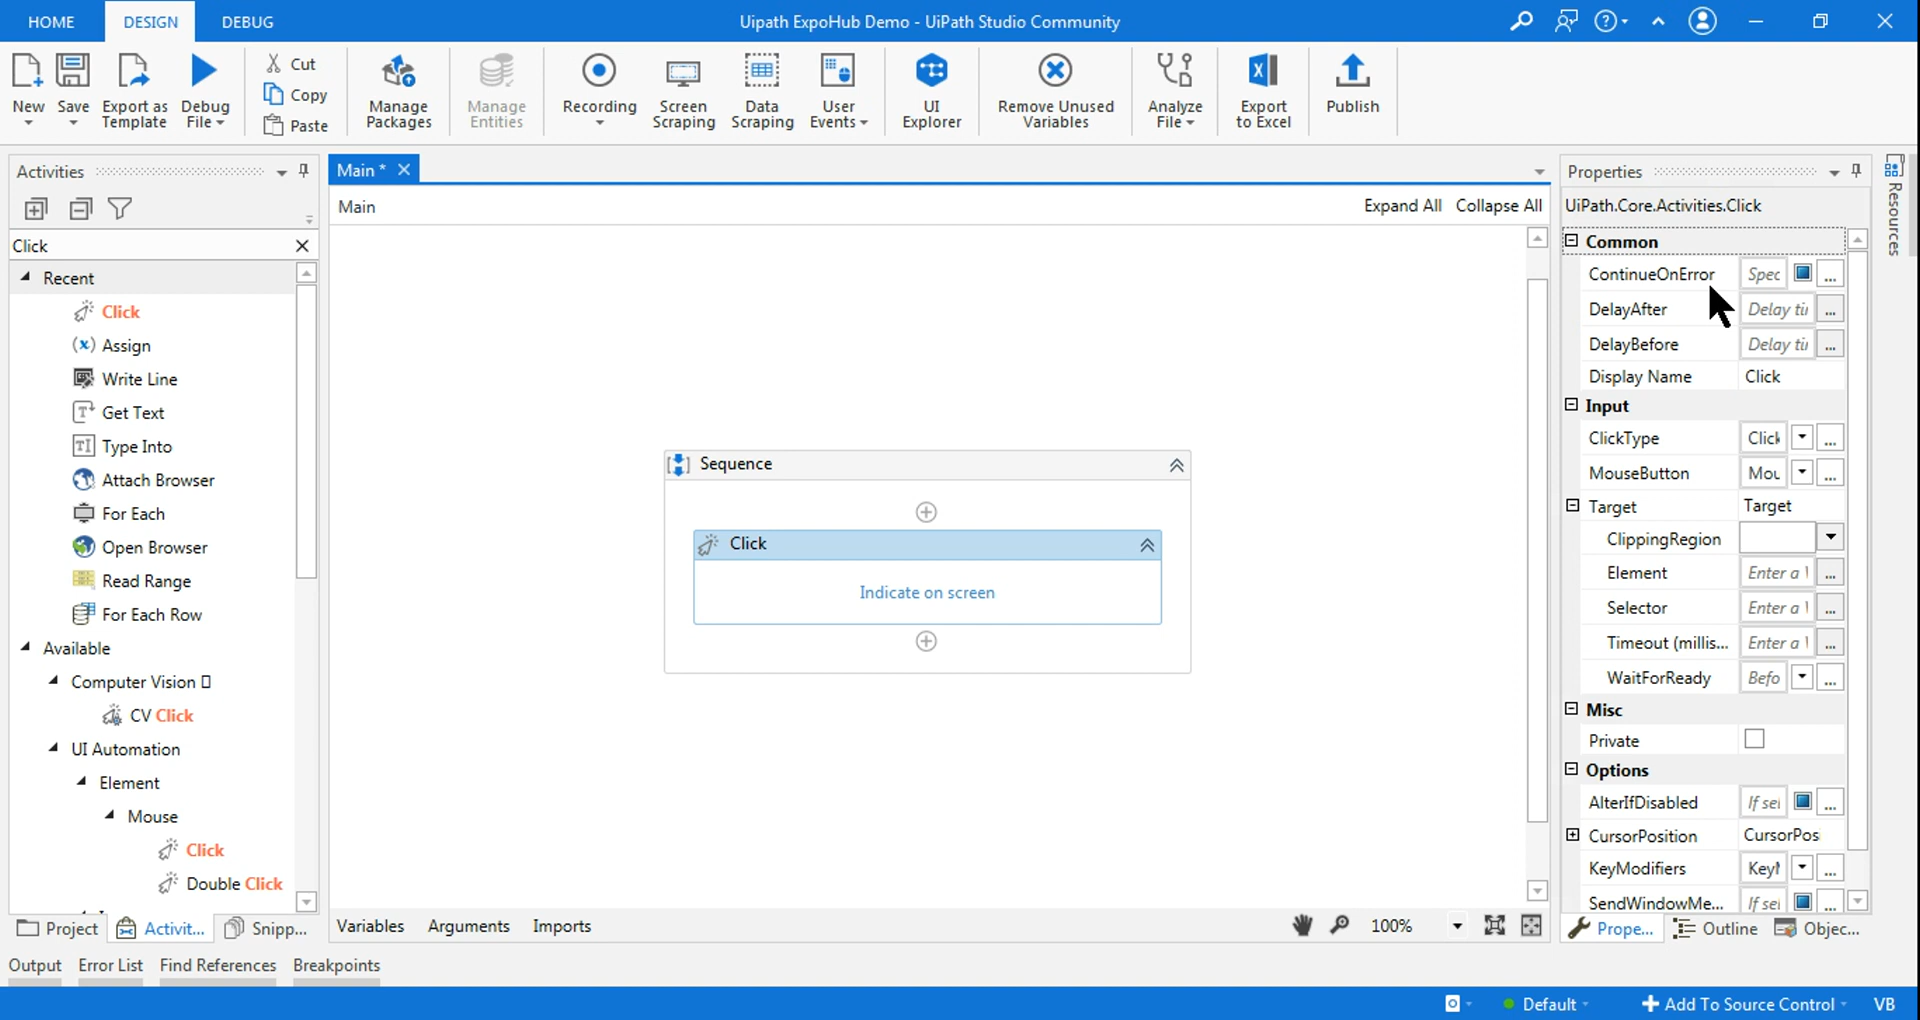 HOME DESIGN DEBUG Uipath ExpoHub Demo - UiPath Studio Community
New Save Export as Template Debug File Cut Copy Paste Manage Packages Manage Entities Recording Screen Scraping Data Scraping User Events UI Explorer Remove Unused Variables Analyze File Export to Excel Publish
Activities
Click
Recent
Click
Assign
Write Line
Get Text
Type Into
Attach Browser
For Each
Open Browser
Read Range
For Each Row
Available
Computer Vision
CV Click
UI Automation
Element
Mouse
Click
Double Click
Project Activit... Snipp...
Main *
Main Expand All Collapse All
Sequence
Click
Indicate on screen
Variables Arguments Imports 100%
Properties
UiPath.Core.Activities.Click
Common
ContinueOnError Spec ...
DelayAfter Delay ti ...
DelayBefore Delay ti ...
Display Name Click
Input
ClickType Click ...
MouseButton Mou ...
Target Target
ClippingRegion
Element Enter a ...
Selector Enter a ...
Timeout (millis... Enter a ...
WaitForReady Befo ...
Misc
Private
Options
AlterIfDisabled If sel ...
CursorPosition CursorPos
KeyModifiers Key ...
SendWindowMe... If sel ...
Prope... Outline Objec...
Resources
Output Error List Find References Breakpoints
Default Add To Source Control VB